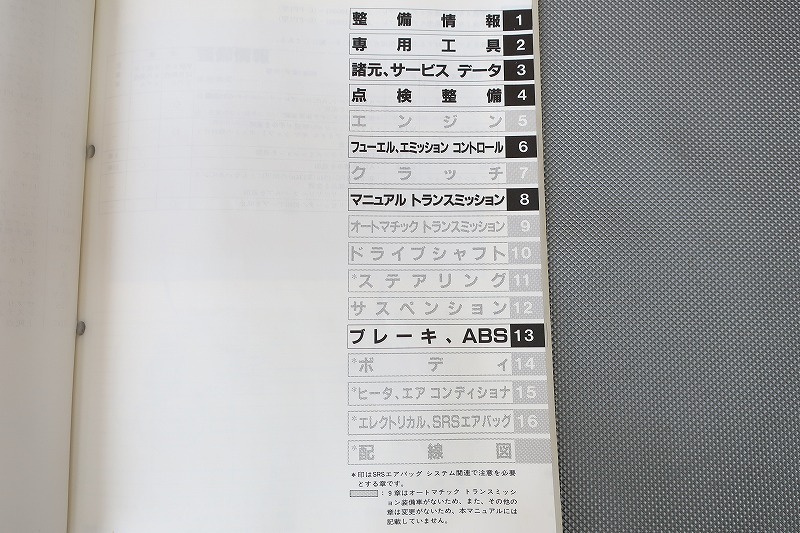 整備情報 1
専用工具 2
諸元、サービス データ 3
点検整備 4
エンジン 5
フューエル、エミッション コントロール 6
クラッチ 7
マニュアル トランスミッション 8
オートマチック トランスミッション 9
ドライブシャフト 10
*ステアリング 11
サスペンション 12
ブレーキ、ABS 13
*ボディ 14
*ヒータ、エア コンディショナ 15
*エレクトリカル、SRSエアバッグ 16
*配線図
*印はSRSエアバッグ システム関連で注意を必要
とする章です。
：9章はオートマチック トランスミッシ
ョン装備車がないため、また、その他の
章は変更がないため、本マニュアルには
記載していません。